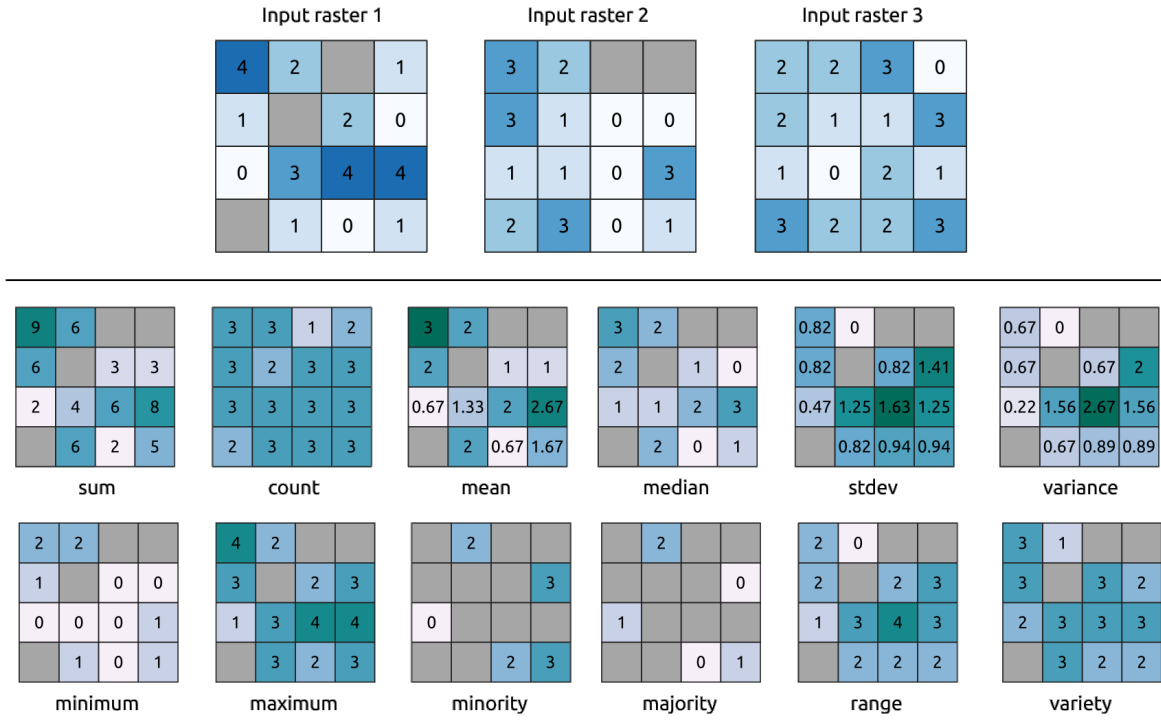 Input raster 1 Input raster 2 Input raster 3
4 2 1 3 2 2 2 3 0
1 2 0 3 1 0 0 2 1 1 3
0 3 4 4 1 1 0 3 1 0 2 1
1 0 1 2 3 0 1 3 2 2 3
9 6 3 3 1 2 3 2 3 2 0.82 0 0.67 0
6 3 3 3 2 3 3 2 1 1 2 1 0 0.82 0.82 1.41 0.67 0.67 2
2 4 6 8 3 3 3 3 0.67 1.33 2 2.67 1 1 2 3 0.47 1.25 1.63 1.25 0.22 1.56 2.67 1.56
6 2 5 2 3 3 3 2 0.67 1.67 2 0 1 0.82 0.94 0.94 0.67 0.89 0.89
sum count mean median stdev variance
2 2 4 2 2 2 2 0 3 1
1 0 0 3 2 3 3 0 2 2 3 3 3 2
0 0 0 1 1 3 4 4 0 1 1 3 4 3 2 3 3 3
1 0 1 3 2 3 2 3 0 1 2 2 2 3 2 2
minimum maximum minority majority range variety